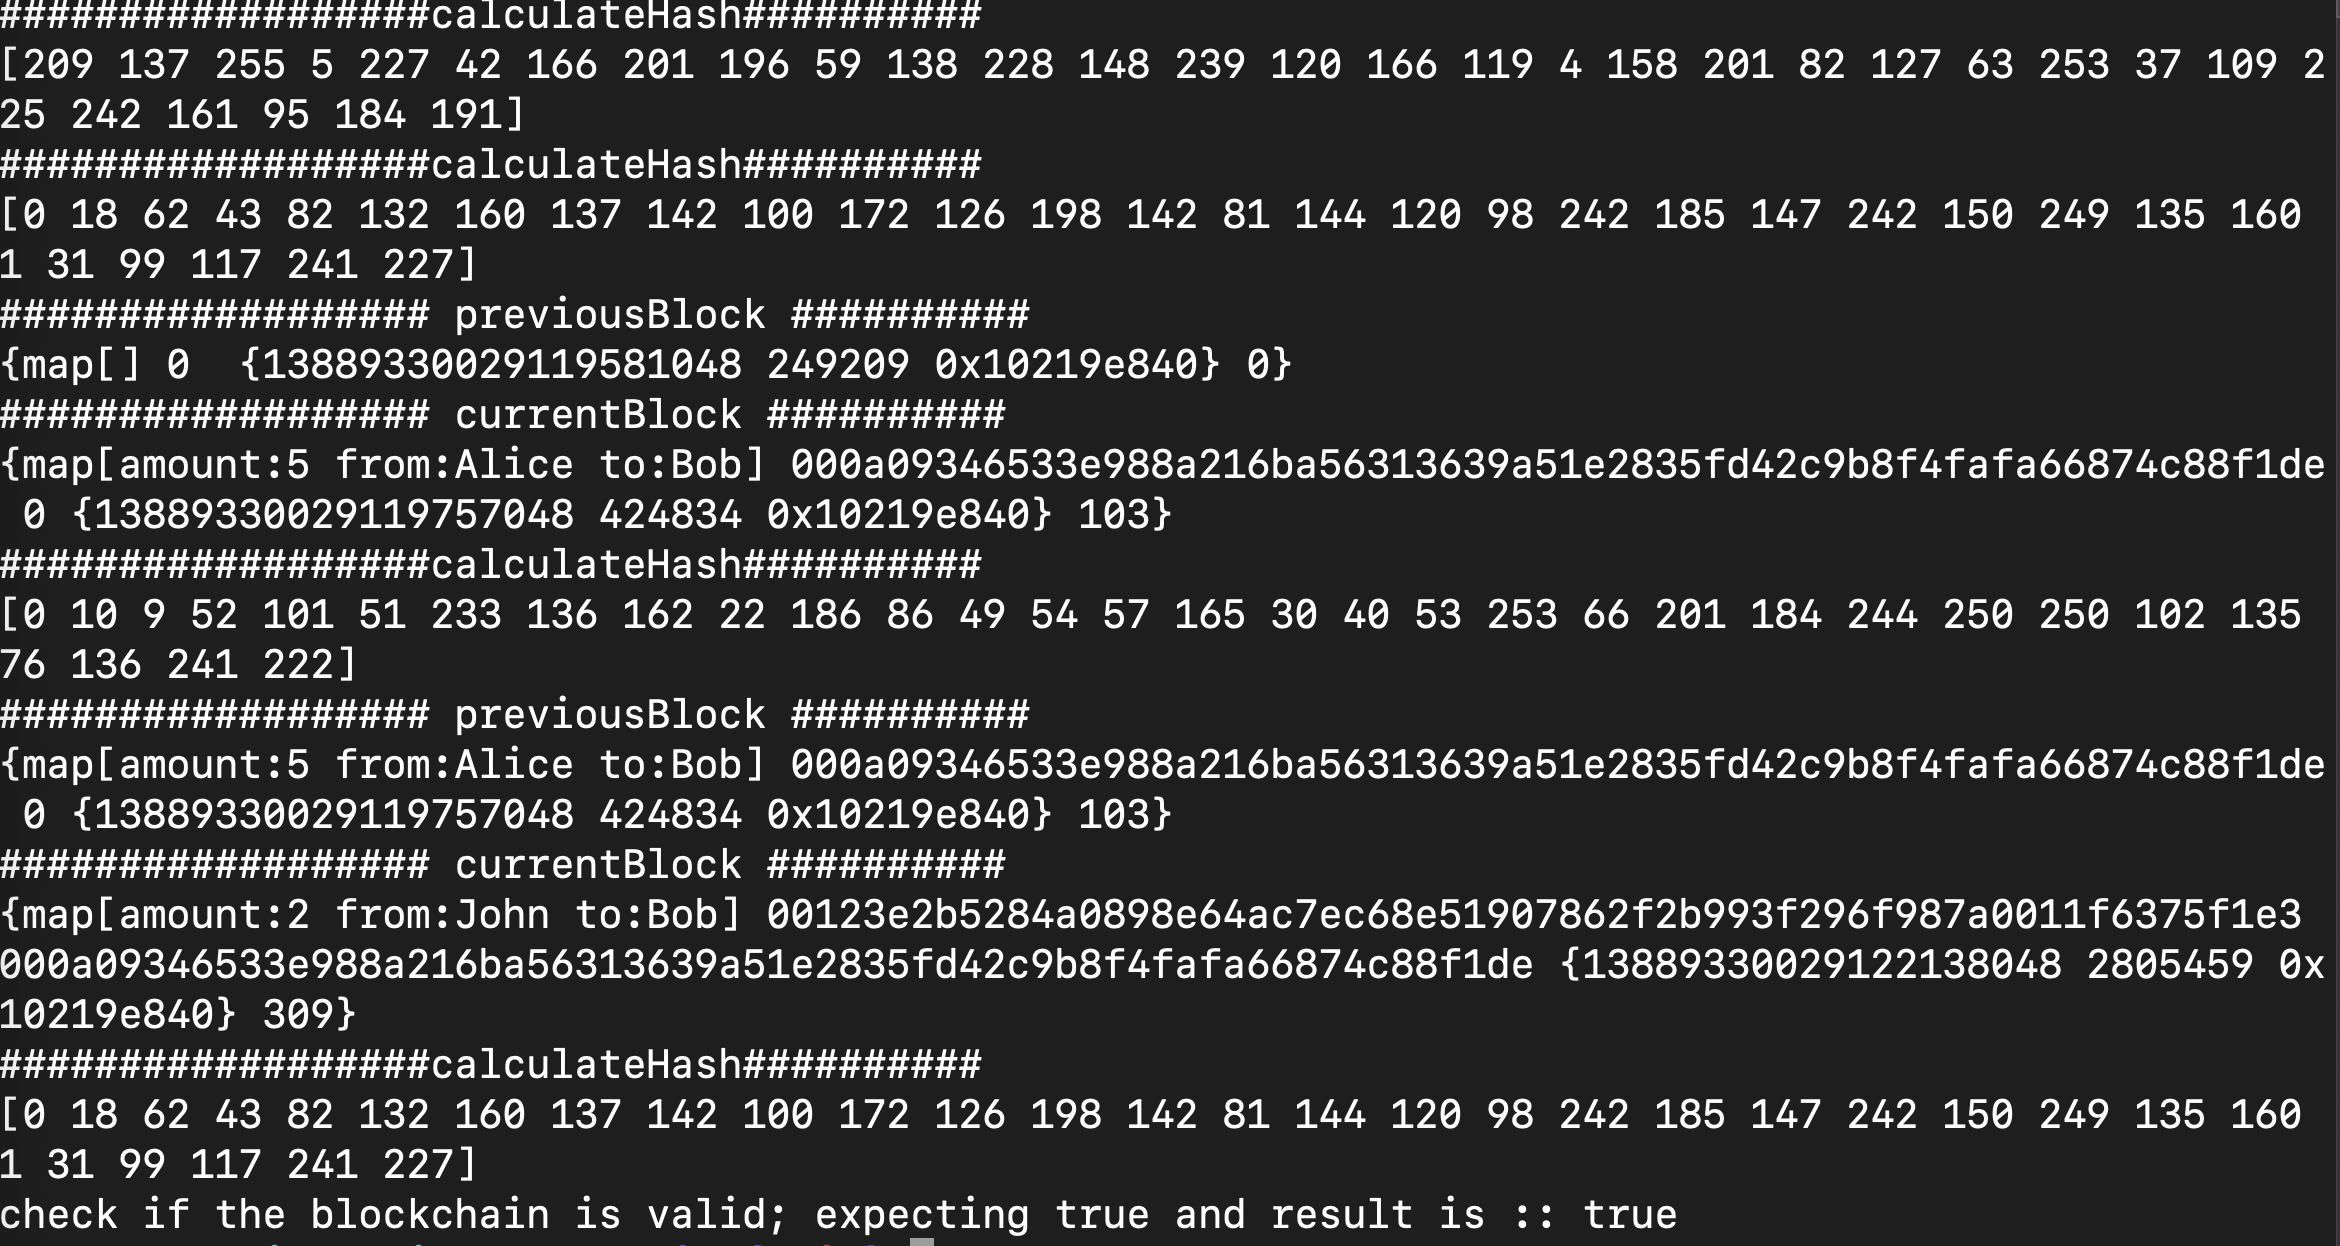 ##################calculateHash##########
[209 137 255 5 227 42 166 201 196 59 138 228 148 239 120 166 119 4 158 201 82 127 63 253 37 109 2
25 242 161 95 184 191]
##################calculateHash##########
[0 18 62 43 82 132 160 137 142 100 172 126 198 142 81 144 120 98 242 185 147 242 150 249 135 160
1 31 99 117 241 227]
################## previousBlock ##########
{map[] 0  {13889330029119581048 249209 0x10219e840} 0}
################## currentBlock ##########
{map[amount:5 from:Alice to:Bob] 000a09346533e988a216ba56313639a51e2835fd42c9b8f4fafa66874c88f1de
 0 {13889330029119757048 424834 0x10219e840} 103}
##################calculateHash##########
[0 10 9 52 101 51 233 136 162 22 186 86 49 54 57 165 30 40 53 253 66 201 184 244 250 250 102 135
76 136 241 222]
################## previousBlock ##########
{map[amount:5 from:Alice to:Bob] 000a09346533e988a216ba56313639a51e2835fd42c9b8f4fafa66874c88f1de
 0 {13889330029119757048 424834 0x10219e840} 103}
################## currentBlock ##########
{map[amount:2 from:John to:Bob] 00123e2b5284a0898e64ac7ec68e51907862f2b993f296f987a0011f6375f1e3
000a09346533e988a216ba56313639a51e2835fd42c9b8f4fafa66874c88f1de {13889330029122138048 2805459 0x
10219e840} 309}
##################calculateHash##########
[0 18 62 43 82 132 160 137 142 100 172 126 198 142 81 144 120 98 242 185 147 242 150 249 135 160
1 31 99 117 241 227]
check if the blockchain is valid; expecting true and result is :: true